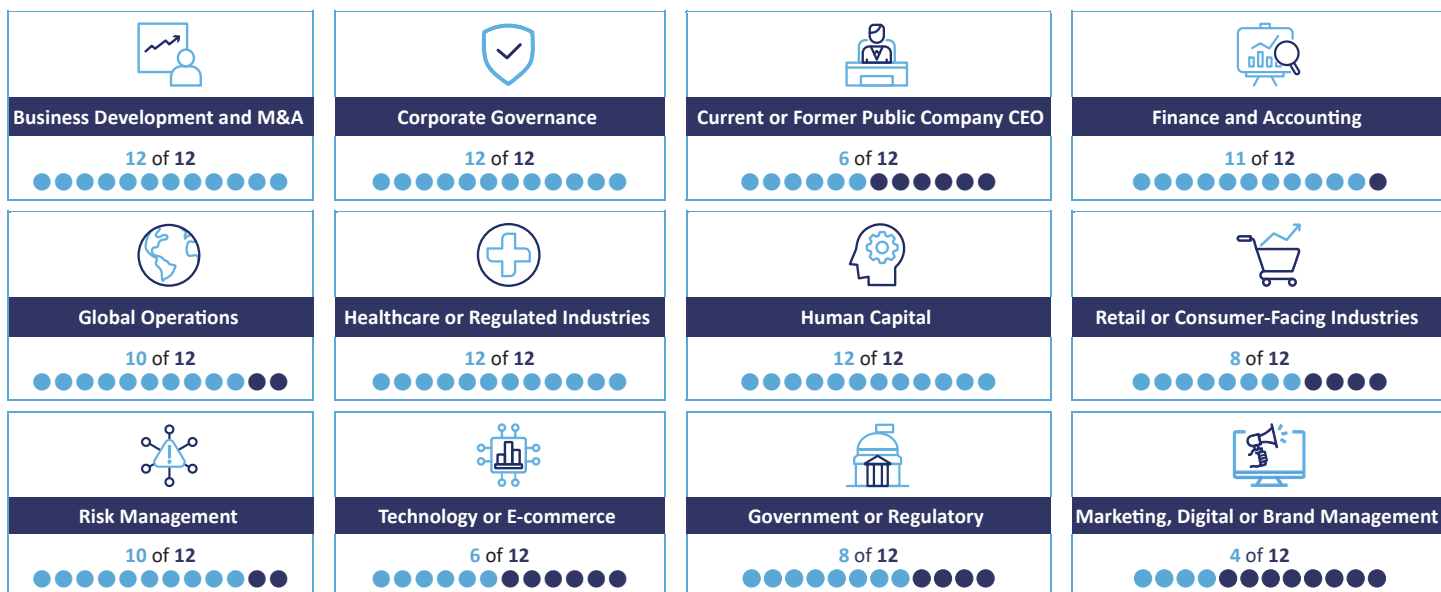 Business Development and M&A
12 of 12
Corporate Governance
12 of 12
Current or Former Public Company CEO
6 of 12
Finance and Accounting
11 of 12
Global Operations
10 of 12
Healthcare or Regulated Industries
12 of 12
Human Capital
12 of 12
Retail or Consumer-Facing Industries
8 of 12
Risk Management
10 of 12
Technology or E-commerce
6 of 12
Government or Regulatory
8 of 12
Marketing, Digital or Brand Management
4 of 12